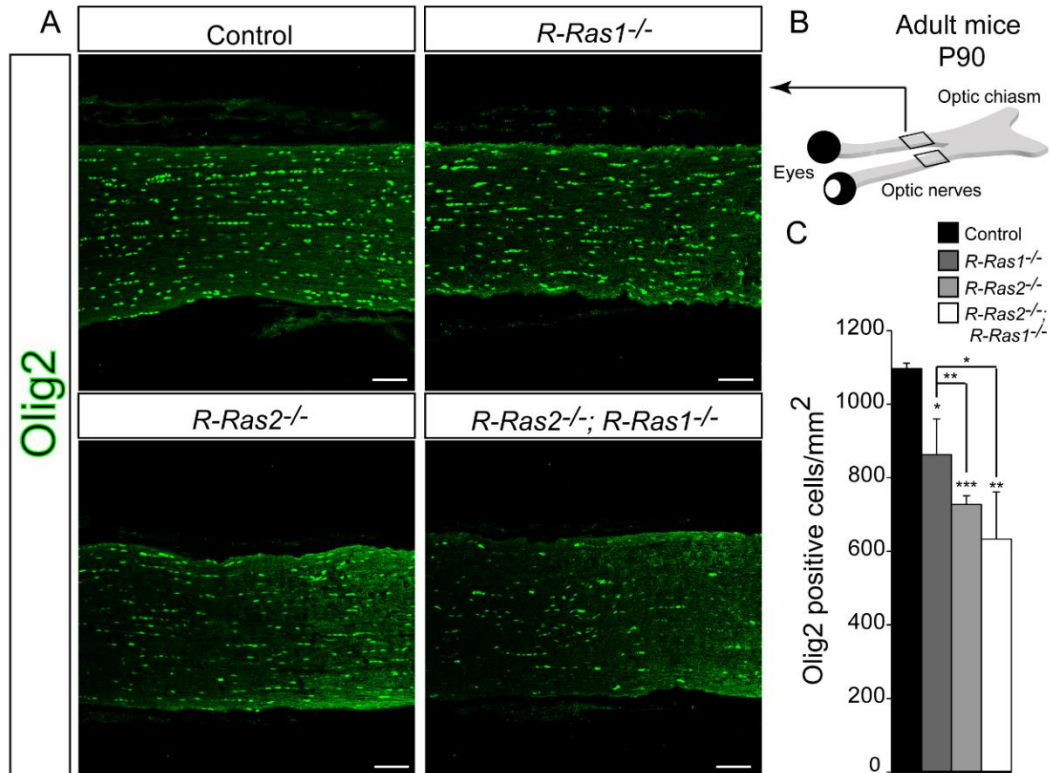 A
Control
R-Ras1-/-
Olig2
R-Ras2-/-
R-Ras2-/-; R-Ras1-/-
B
Adult mice
P90
Optic chiasm
Eyes
Optic nerves
C
Control
R-Ras1-/-
R-Ras2-/-
R-Ras2-/-;
R-Ras1-/-
Olig2 positive cells/mm2
1200
1000
800
600
400
200
0
*
**
*
***
**